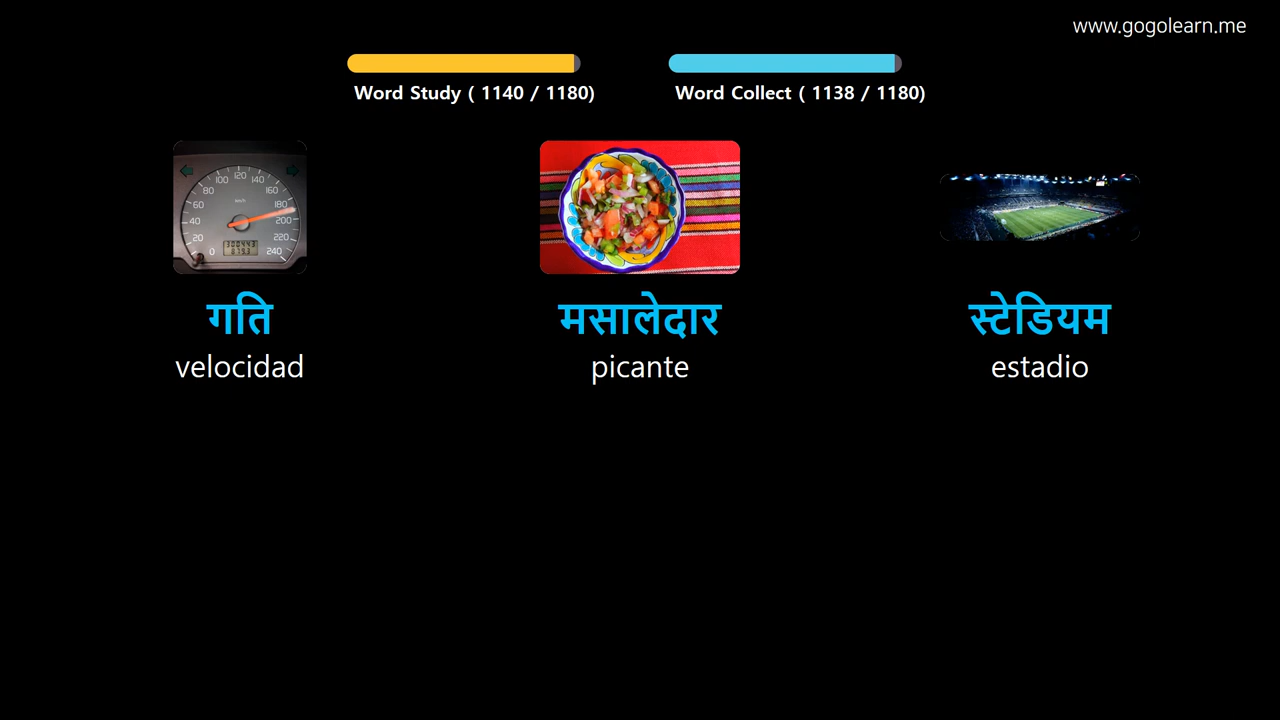 www.gogolearn.me
Word Study ( 1140 / 1180)
Word Collect ( 1138 / 1180)
गति
velocidad
मसालेदार
picante
स्टेडियम
estadio